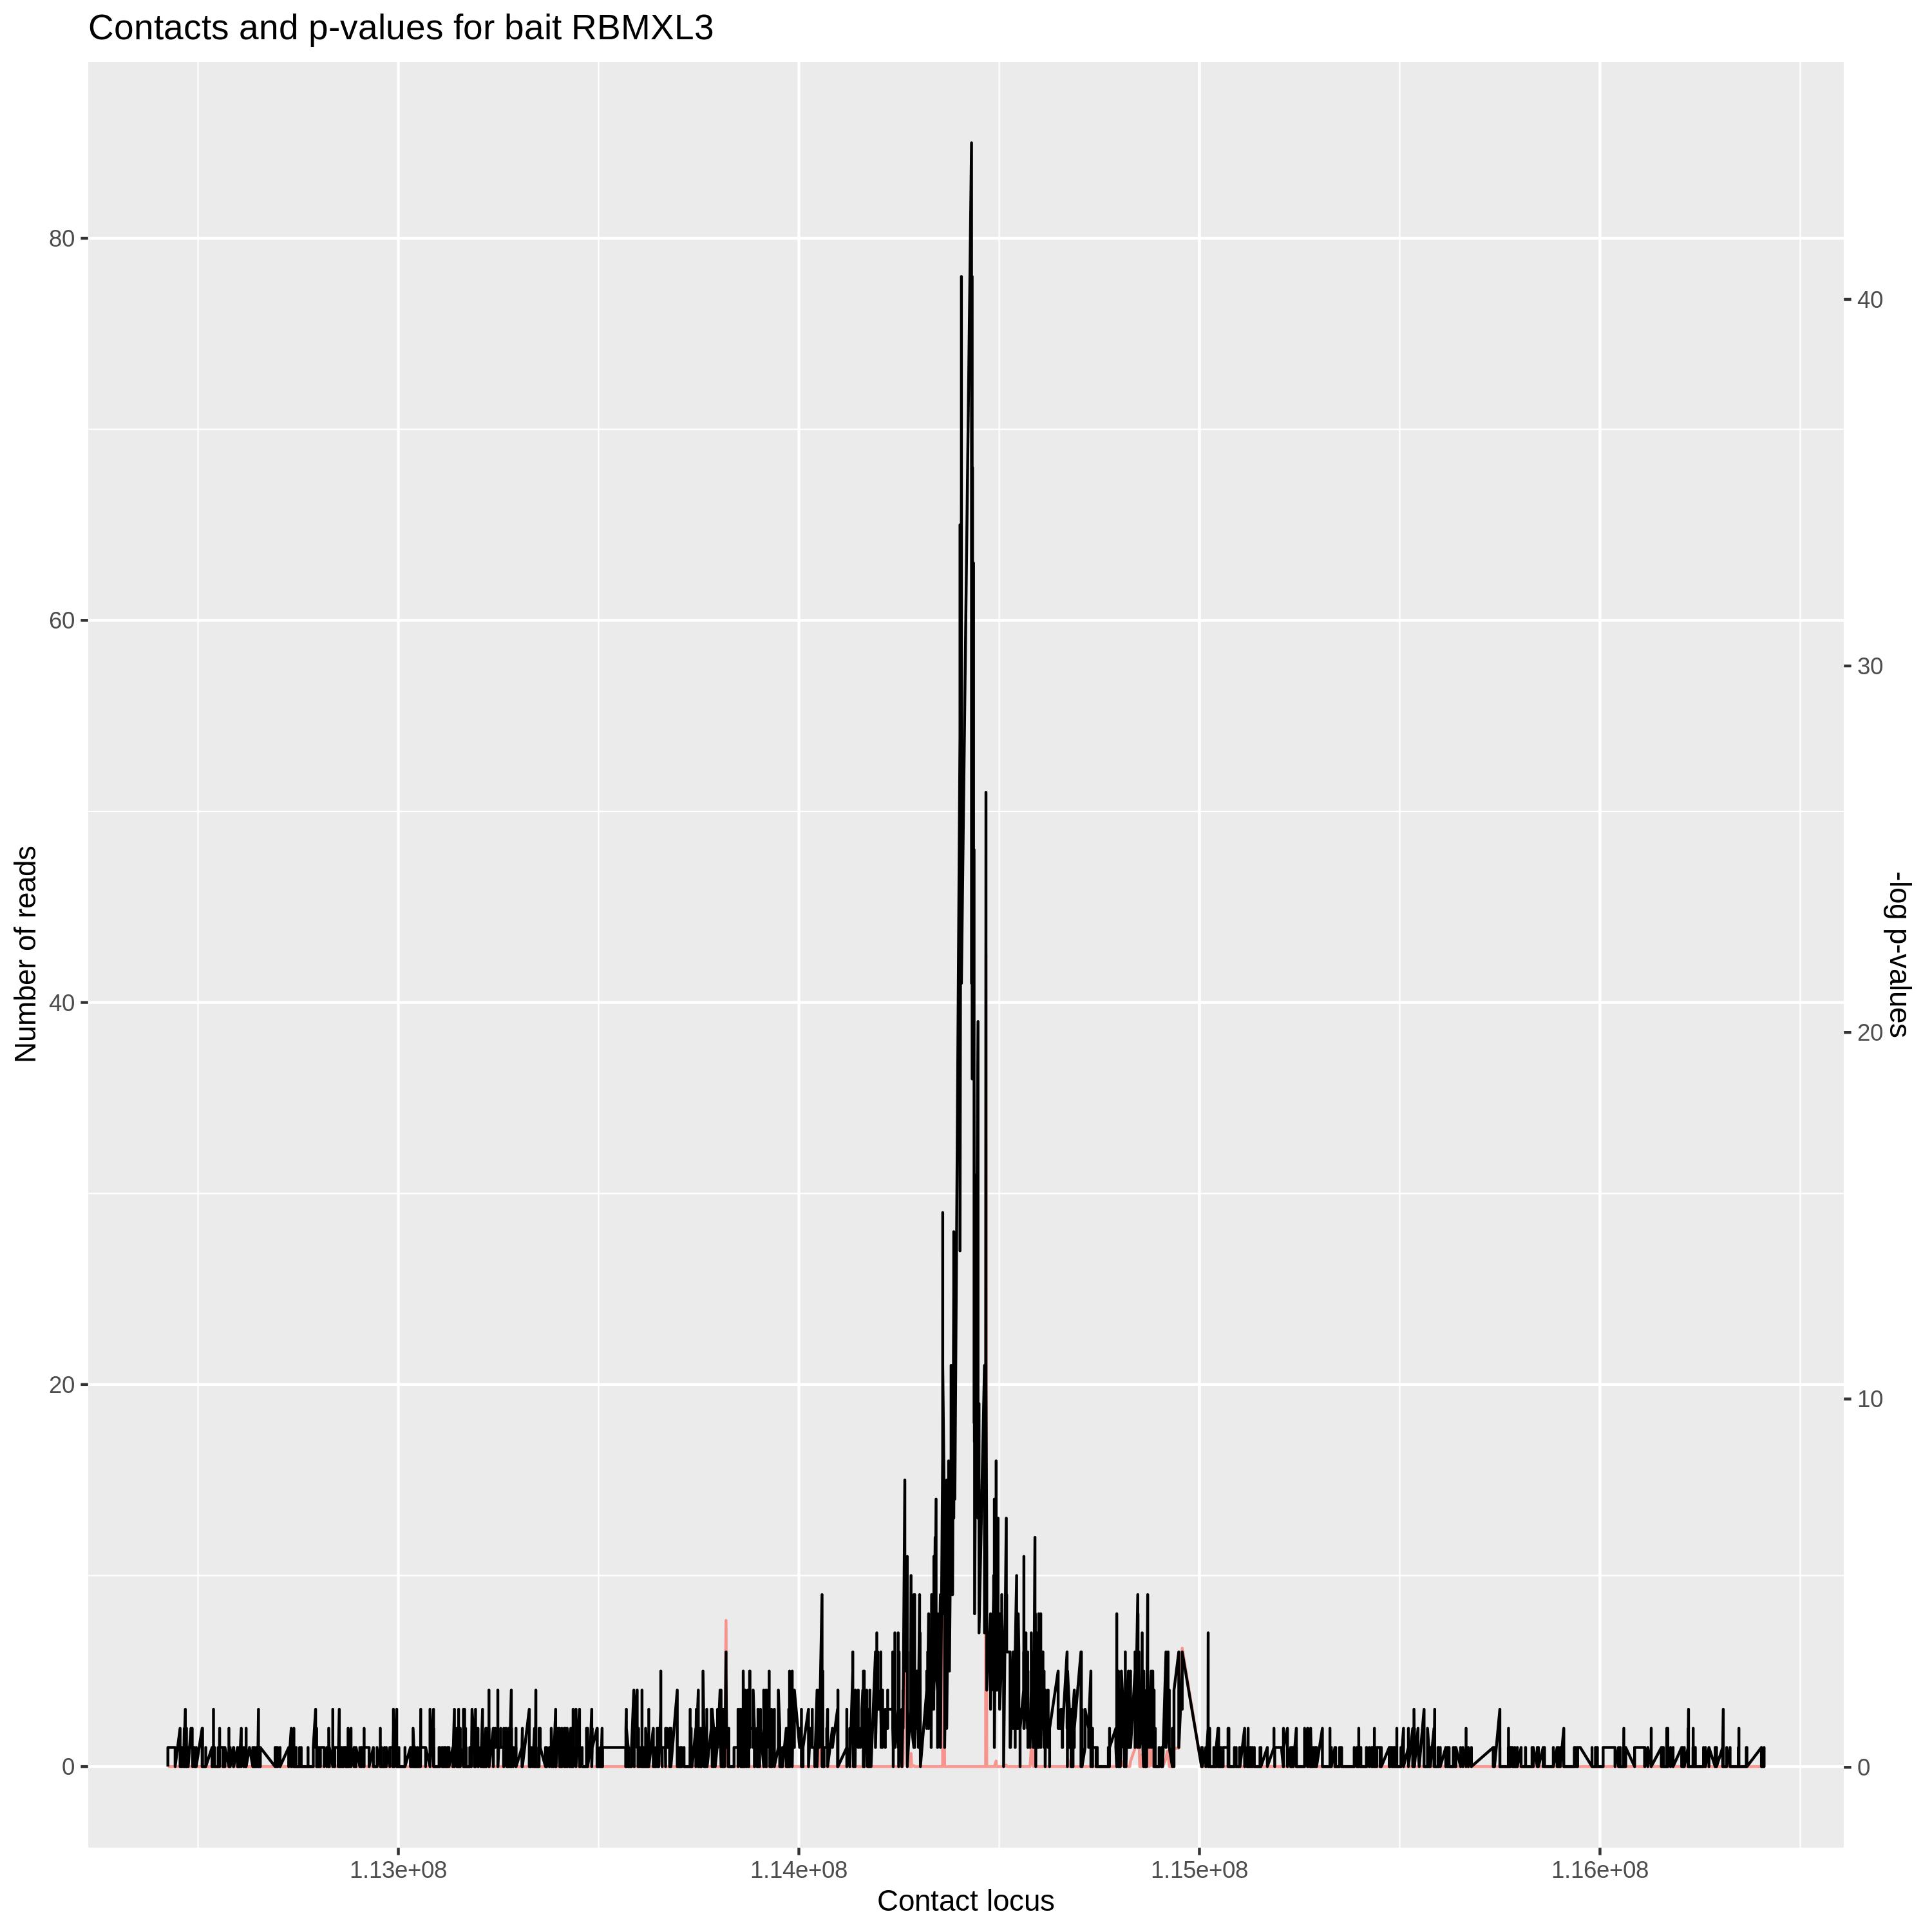 Contacts and p-values for bait RBMXL3
80
60
40
20
0
Number of reads
40
30
20
10
0
-log p-values
1.13e+08
1.14e+08
1.15e+08
1.16e+08
Contact locus